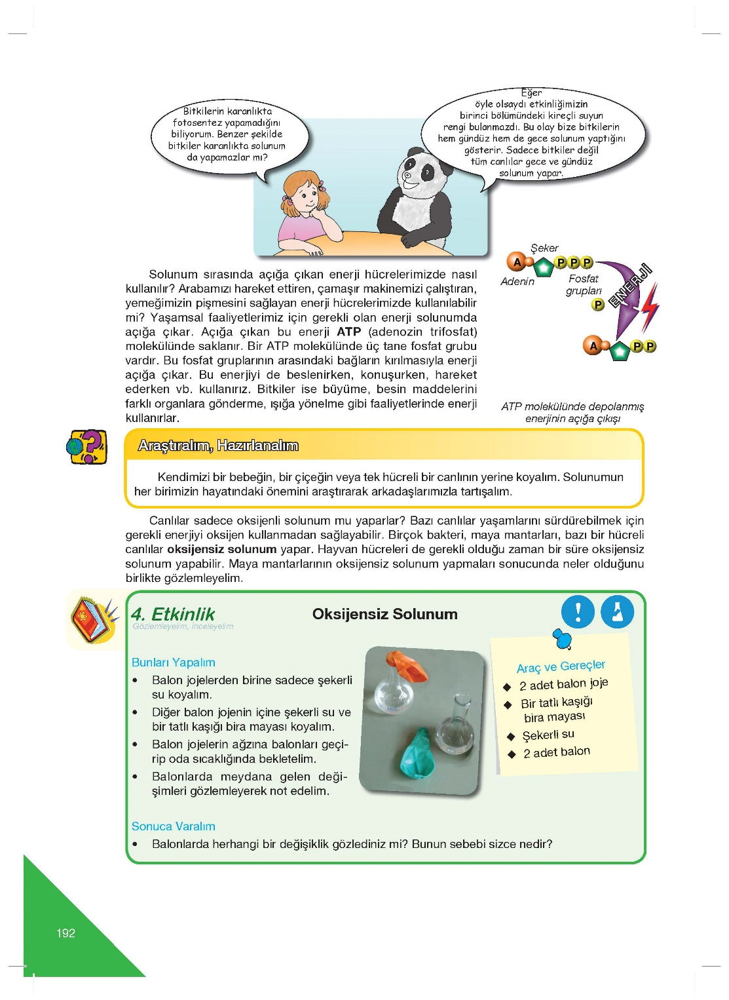 Bitkilerin karanlıkta
fotosentez yapamadığını
biliyorum. Benzer şekilde
bitkiler karanlıkta solunum
da yapamazlar mı?
Eğer
öyle olsaydı etkinliğimizin
birinci bölümündeki kireçli suyun
rengi bulanmazdı. Bu olay bize bitkilerin
hem gündüz hem de gece solunum yaptığını
gösterir. Sadece bitkiler değil
tüm canlılar gece ve gündüz
solunum yapar.
Solunum sırasında açığa çıkan enerji hücrelerimizde nasıl
kullanılır? Arabamızı hareket ettiren, çamaşır makinemizi çalıştıran,
yemeğimizin pişmesini sağlayan enerji hücrelerimizde kullanılabilir
mi? Yaşamsal faaliyetlerimiz için gerekli olan enerji solunumda
açığa çıkar. Açığa çıkan bu enerji ATP (adenozin trifosfat)
molekülünde saklanır. Bir ATP molekülünde üç tane fosfat grubu
vardır. Bu fosfat gruplarının arasındaki bağların kırılmasıyla enerji
açığa çıkar. Bu enerjiyi de beslenirken, konuşurken, hareket
ederken vb. kullanırız. Bitkiler ise büyüme, besin maddelerini
farklı organlara gönderme, ışığa yönelme gibi faaliyetlerinde enerji
kullanırlar.
Şeker
A P P P
Adenin
Fosfat
grupları
P
ENERJİ
A P P
ATP molekülünde depolanmış
enerjinin açığa çıkışı
?
Araştıralım, Hazırlanalım
Kendimizi bir bebeğin, bir çiçeğin veya tek hücreli bir canlının yerine koyalım. Solunumun
her birimizin hayatındaki önemini araştırarak arkadaşlarımızla tartışalım.
Canlılar sadece oksijenli solunum mu yaparlar? Bazı canlılar yaşamlarını sürdürebilmek için
gerekli enerjiyi oksijen kullanmadan sağlayabilir. Birçok bakteri, maya mantarları, bazı bir hücreli
canlılar oksijensiz solunum yapar. Hayvan hücreleri de gerekli olduğu zaman bir süre oksijensiz
solunum yapabilir. Maya mantarlarının oksijensiz solunum yapmaları sonucunda neler olduğunu
birlikte gözlemleyelim.
4. Etkinlik
Gözlemleyelim, İnceleyelim
Oksijensiz Solunum
!
Bunları Yapalım
• Balon jojelerden birine sadece şekerli
su koyalım.
• Diğer balon jojenin içine şekerli su ve
bir tatlı kaşığı bira mayası koyalım.
• Balon jojelerin ağzına balonları geçi-
rip oda sıcaklığında bekletelim.
• Balonlarda meydana gelen deği-
şimleri gözlemleyerek not edelim.
Araç ve Gereçler
◆ 2 adet balon joje
◆ Bir tatlı kaşığı
bira mayası
◆ Şekerli su
◆ 2 adet balon
Sonuca Varalım
• Balonlarda herhangi bir değişiklik gözlediniz mi? Bunun sebebi sizce nedir?
192